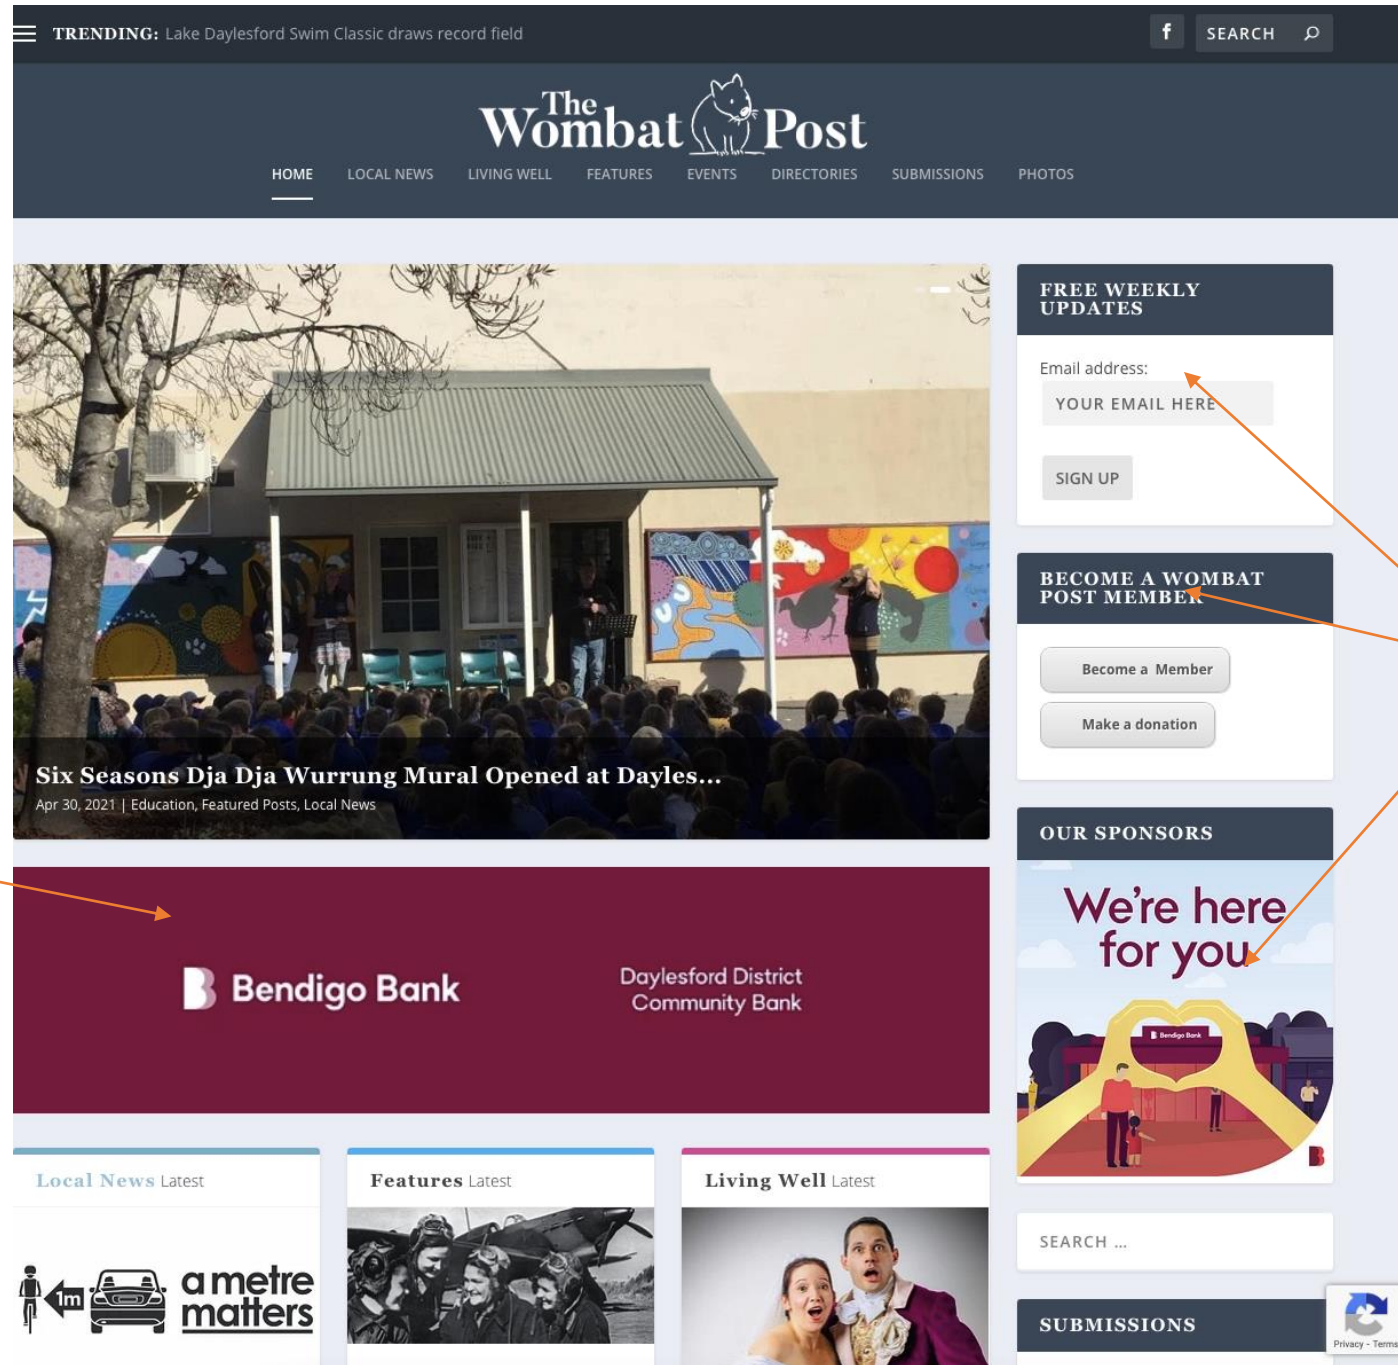 TRENDING: Lake Daylesford Swim Classic draws record field
f
SEARCH
The
Wombat Post
HOME LOCAL NEWS LIVING WELL FEATURES EVENTS DIRECTORIES SUBMISSIONS PHOTOS
Six Seasons Dja Dja Wurrung Mural Opened at Dayles...
Apr 30, 2021 | Education, Featured Posts, Local News
Bendigo Bank
Daylesford District
Community Bank
Local News Latest
1m
a metre
matters
Features Latest
Living Well Latest
FREE WEEKLY
UPDATES
Email address:
YOUR EMAIL HERE
SIGN UP
BECOME A WOMBAT
POST MEMBER
Become a Member
Make a donation
OUR SPONSORS
We're here
for you
Bendigo Bank
B
SEARCH ...
SUBMISSIONS
Privacy - Terms